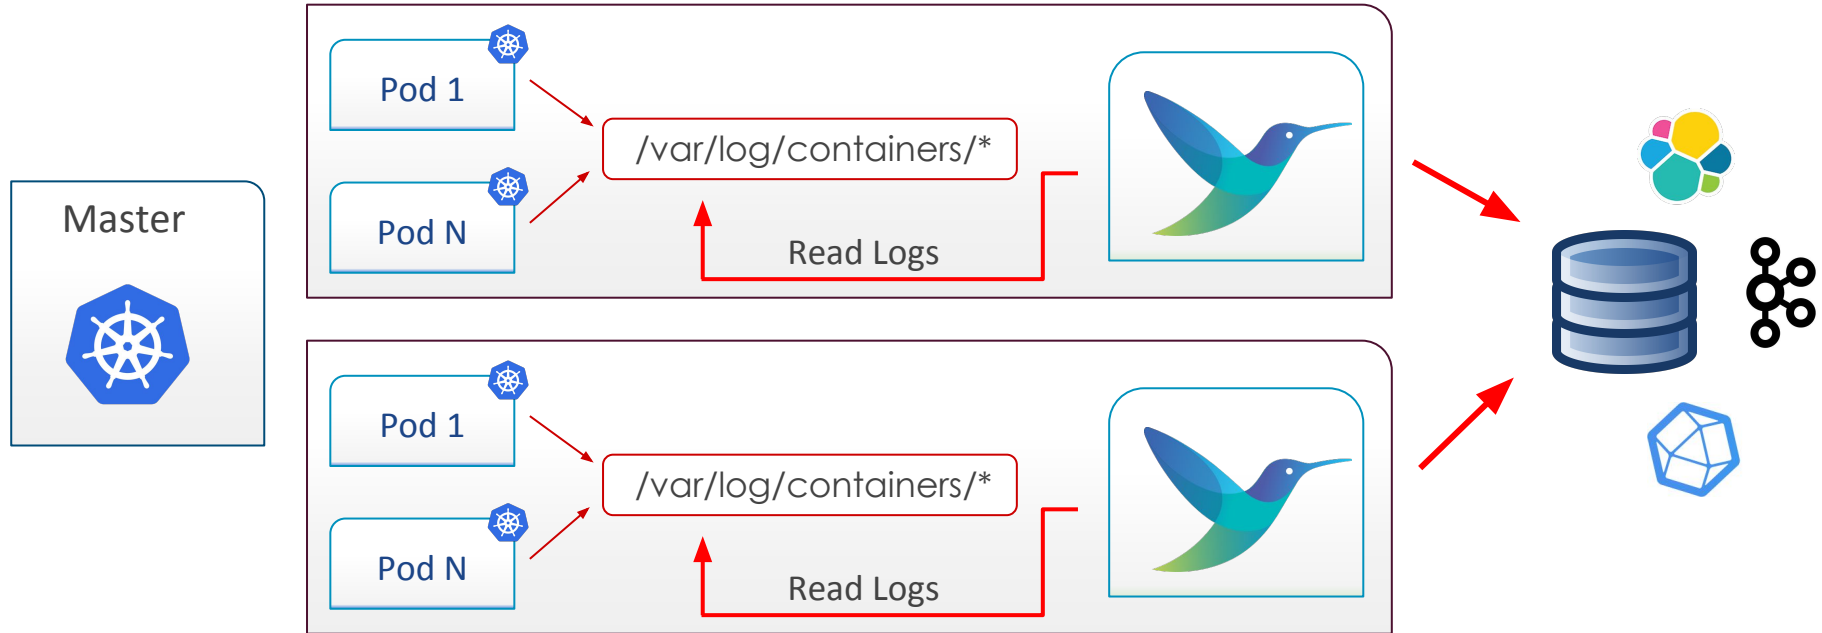 Master
Pod 1
/var/log/containers/*
Pod N
Read Logs
Pod 1
/var/log/containers/*
Pod N
Read Logs